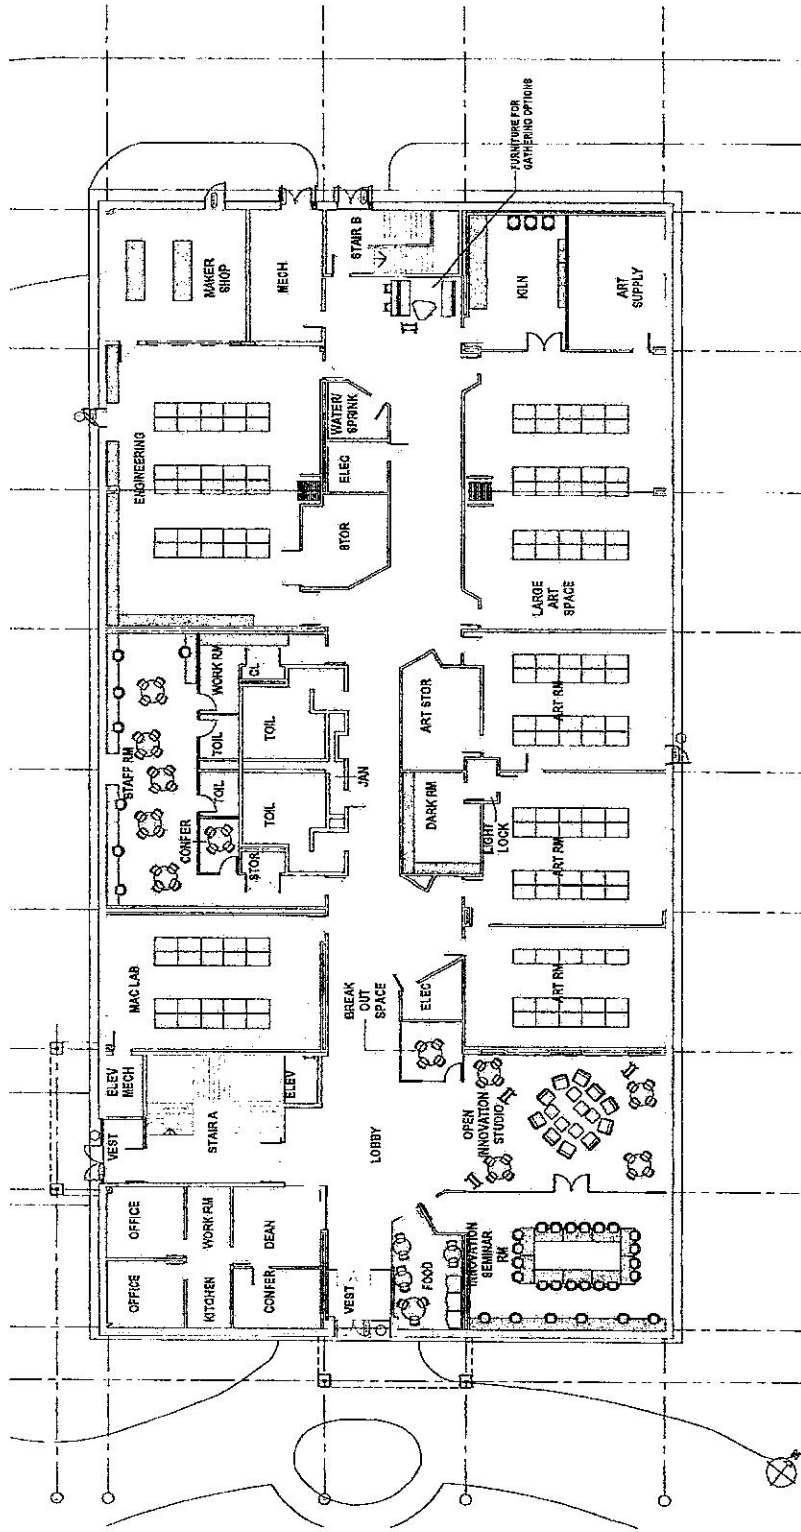 FURNITURE FOR
GATHERING OPTIONS
MAKER
SHOP
MECH
STAIR B
KILN
ART
SUPPLY
ENGINEERING
WATER/
SPRINK
ELEC
STOR
LARGE
ART
SPACE
STAFF RM
WORK RM
CL
TOIL
TOIL
TOIL
TOIL
CONFER
STOR
JAN
ART STOR
DARK RM
LIGHT
LOCK
ART RM
ART RM
ART RM
MAC LAB
BREAK
OUT
SPACE
ELEC
ELEV
MECH
ELEV
VEST
STAIR A
LOBBY
OPEN
INNOVATION
STUDIO
OFFICE
OFFICE
WORK RM
KITCHEN
DEAN
CONFER
VEST
FOOD
INNOVATION
SEMINAR
RM
N